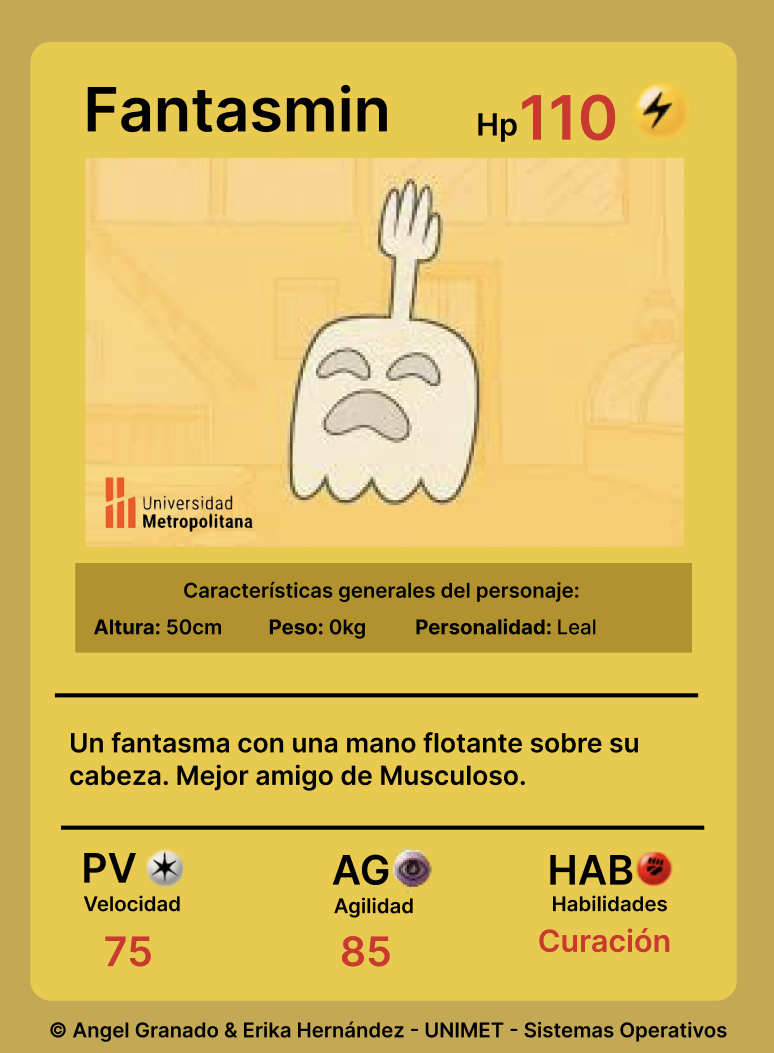 Fantasmin
Hp 110
Universidad
Metropolitana
Características generales del personaje:
Altura: 50cm Peso: 0kg Personalidad: Leal
Un fantasma con una mano flotante sobre su
cabeza. Mejor amigo de Musculoso.
PV AG HAB
Velocidad Agilidad Habilidades
75 85 Curación
© Angel Granado & Erika Hernández - UNIMET - Sistemas Operativos